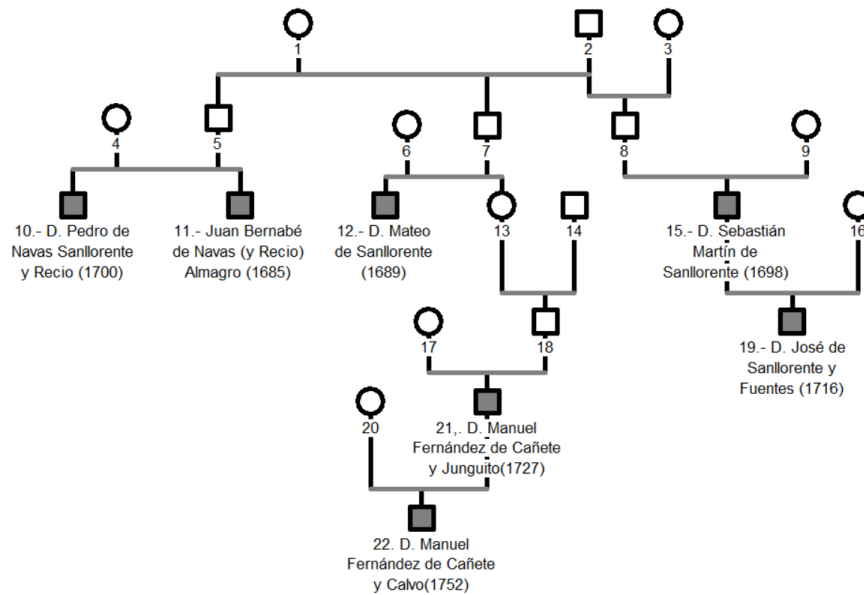 1
2
3
4
5
6
7
8
9
10.- D. Pedro de
Navas Sanllorente
y Recio (1700)
11.- Juan Bernabé
de Navas (y Recio)
Almagro (1685)
12.- D. Mateo
de Sanllorente
(1689)
13
14
15.- D. Sebastián
Martín de
Sanllorente (1698)
16
17
18
19.- D. José de
Sanllorente y
Fuentes (1716)
20
21,. D. Manuel
Fernández de Cañete
y Junguito(1727)
22. D. Manuel
Fernández de Cañete
y Calvo(1752)